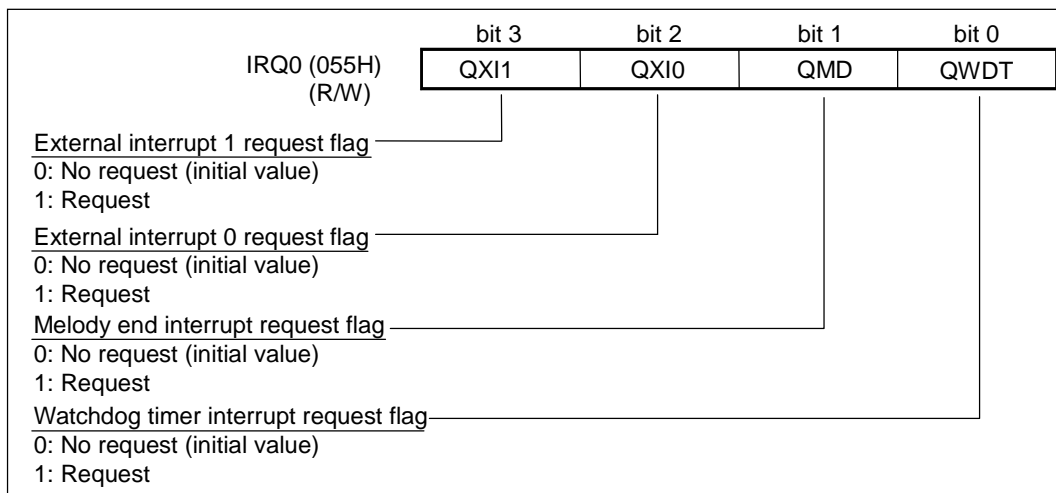 bit 3 bit 2 bit 1 bit 0
IRQ0 (055H) QXI1 QXI0 QMD QWDT
(R/W)
External interrupt 1 request flag
0: No request (initial value)
1: Request
External interrupt 0 request flag
0: No request (initial value)
1: Request
Melody end interrupt request flag
0: No request (initial value)
1: Request
Watchdog timer interrupt request flag
0: No request (initial value)
1: Request